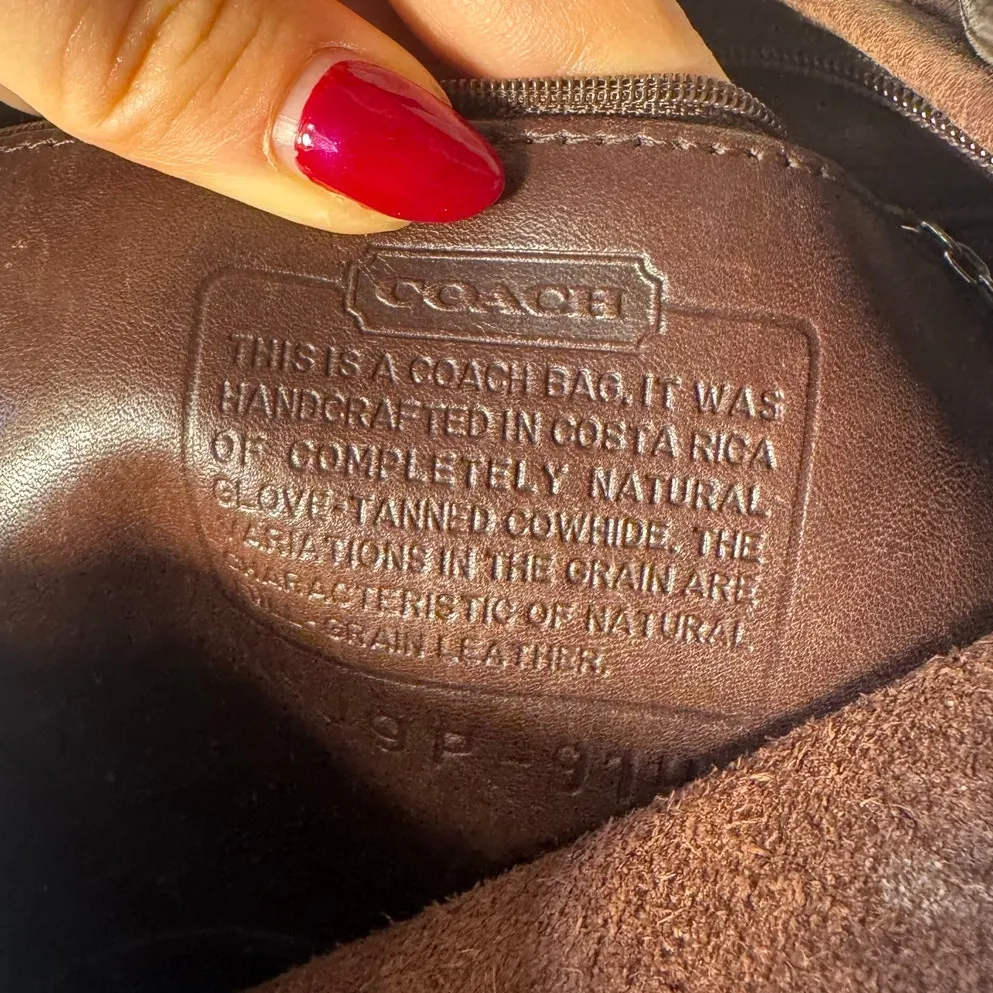 COACH
THIS IS A COACH BAG. IT WAS
HANDCRAFTED IN COSTA RICA
OF COMPLETELY NATURAL
GLOVE-TANNED COWHIDE. THE
VARIATIONS IN THE GRAIN ARE
CHARACTERISTIC OF NATURAL
FULL-GRAIN LEATHER.